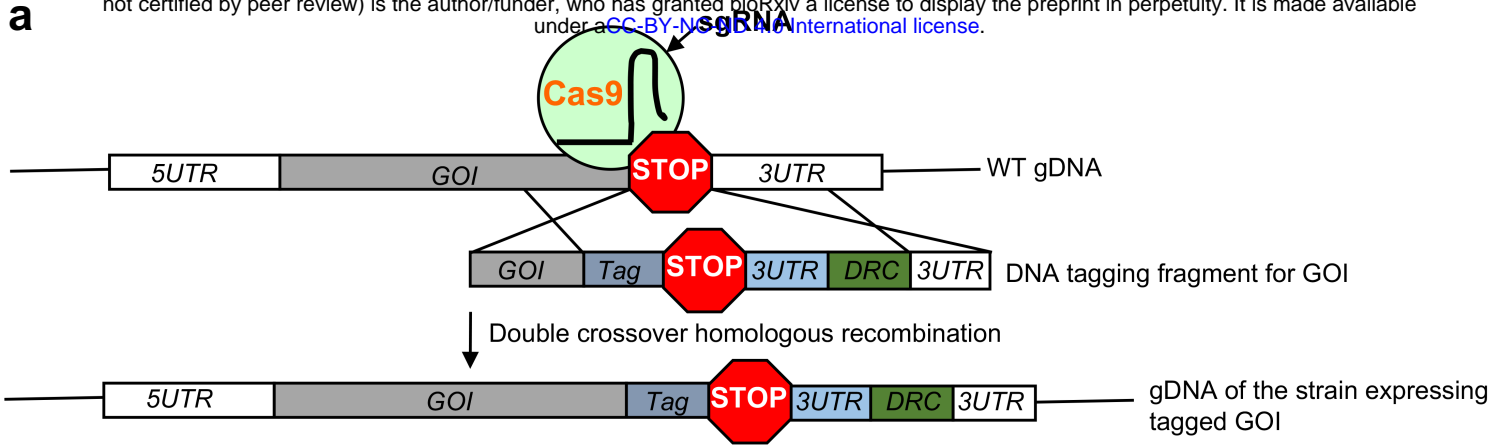 not certified by peer review) is the author/funder, who has granted bioRxiv a license to display the preprint in perpetuity. It is made available
a
under aCC-BY-NC-ND 4.0 International license.
sgRNA
Cas9
5UTR GOI STOP 3UTR WT gDNA
GOI Tag STOP 3UTR DRC 3UTR DNA tagging fragment for GOI
Double crossover homologous recombination
5UTR GOI Tag STOP 3UTR DRC 3UTR gDNA of the strain expressing
tagged GOI